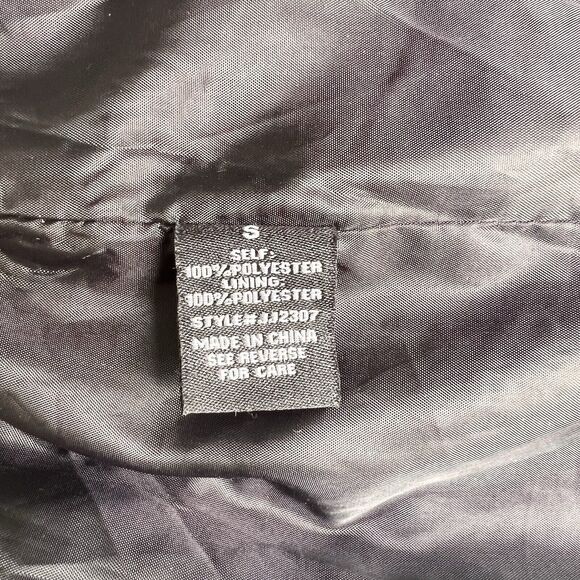 S
SELF:
100%POLYESTER
LINING:
100%POLYESTER
STYLE#JJ2307
MADE IN CHINA
SEE REVERSE
FOR CARE